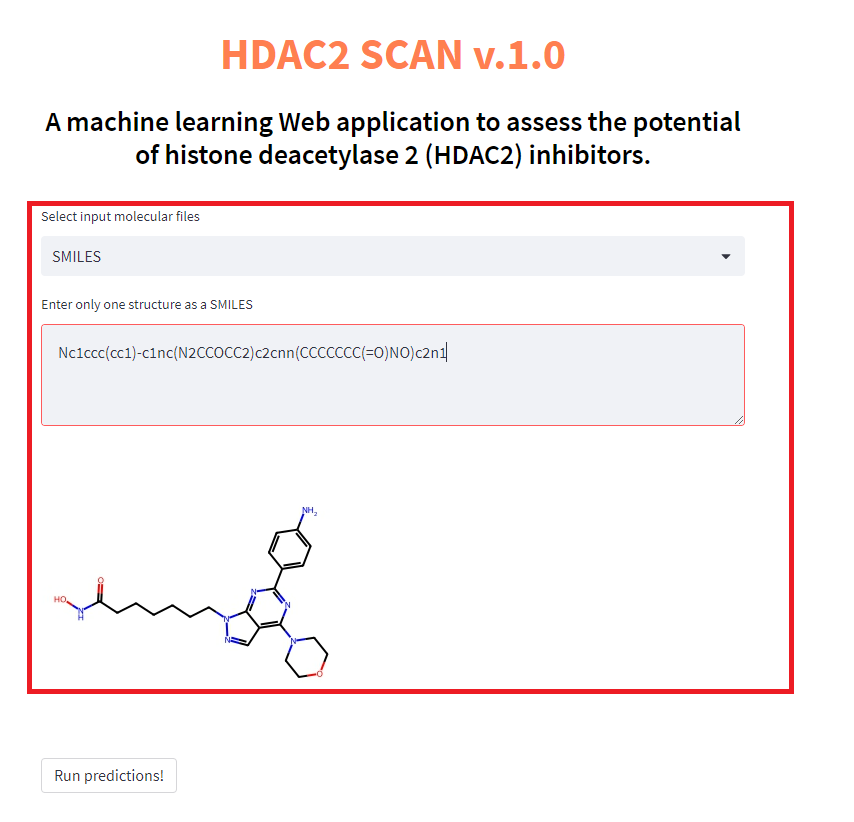 HDAC2 SCAN v.1.0
A machine learning Web application to assess the potential
of histone deacetylase 2 (HDAC2) inhibitors.
Select input molecular files
SMILES
Enter only one structure as a SMILES
Nc1ccc(cc1)-c1nc(N2CCOCC2)c2cnn(CCCCCCC(=O)NO)c2n1
NH₂
O
HO
N
H
N
N
N
N
N
O
Run predictions!